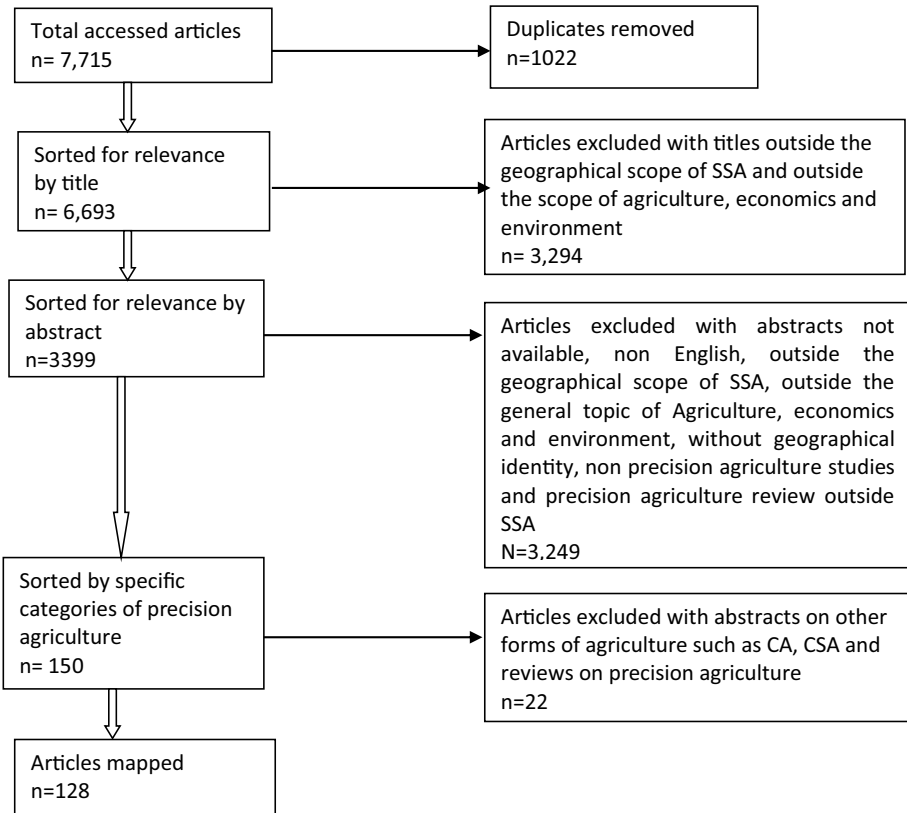 Total accessed articles
n= 7,715
Duplicates removed
n=1022
Sorted for relevance
by title
n= 6,693
Articles excluded with titles outside the
geographical scope of SSA and outside
the scope of agriculture, economics and
environment
n= 3,294
Sorted for relevance by
abstract
n=3399
Articles excluded with abstracts not
available, non English, outside the
geographical scope of SSA, outside the
general topic of Agriculture, economics
and environment, without geographical
identity, non precision agriculture studies
and precision agriculture review outside
SSA
N=3,249
Sorted by specific
categories of precision
agriculture
n= 150
Articles excluded with abstracts on other
forms of agriculture such as CA, CSA and
reviews on precision agriculture
n=22
Articles mapped
n=128